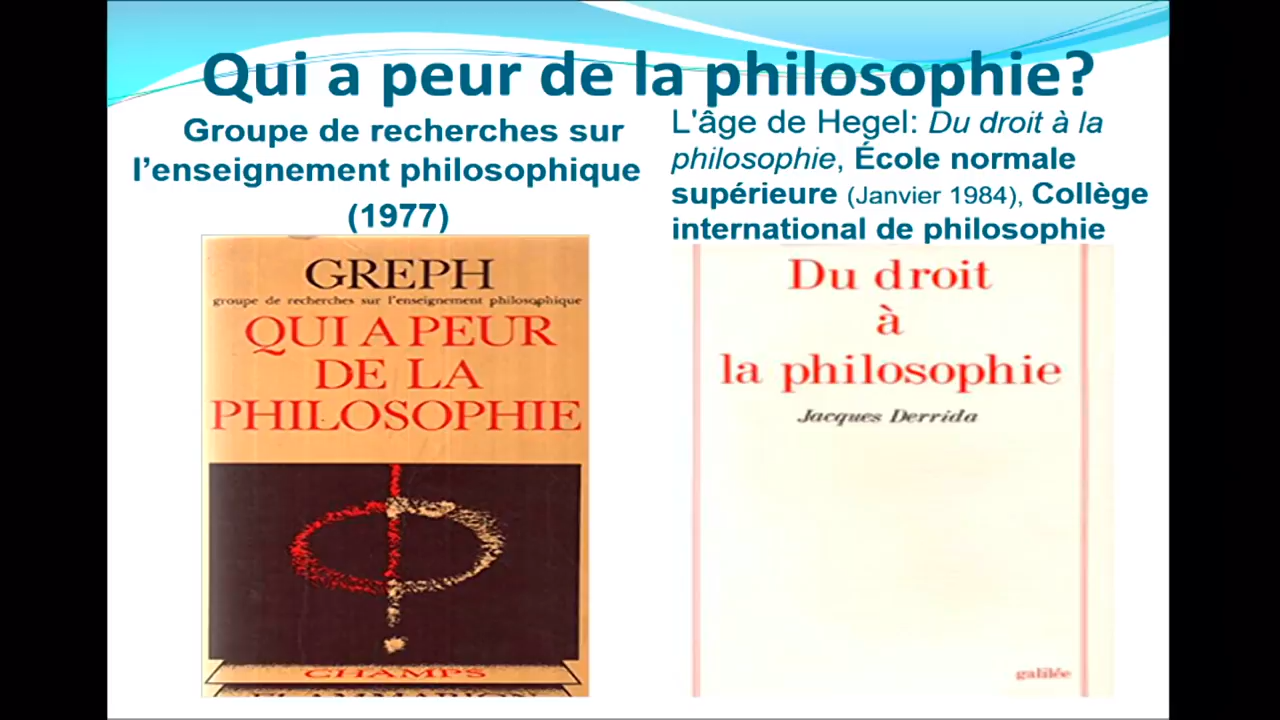 Qui a peur de la philosophie?
Groupe de recherches sur
l’enseignement philosophique
(1977)
L'âge de Hegel: Du droit à la
philosophie, École normale
supérieure (Janvier 1984), Collège
international de philosophie
GREPH
groupe de recherches sur l'enseignement philosophique
QUI A PEUR
DE LA
PHILOSOPHIE
CHAMPS
FLAMMARION
Du droit
à
la philosophie
Jacques Derrida
galilée